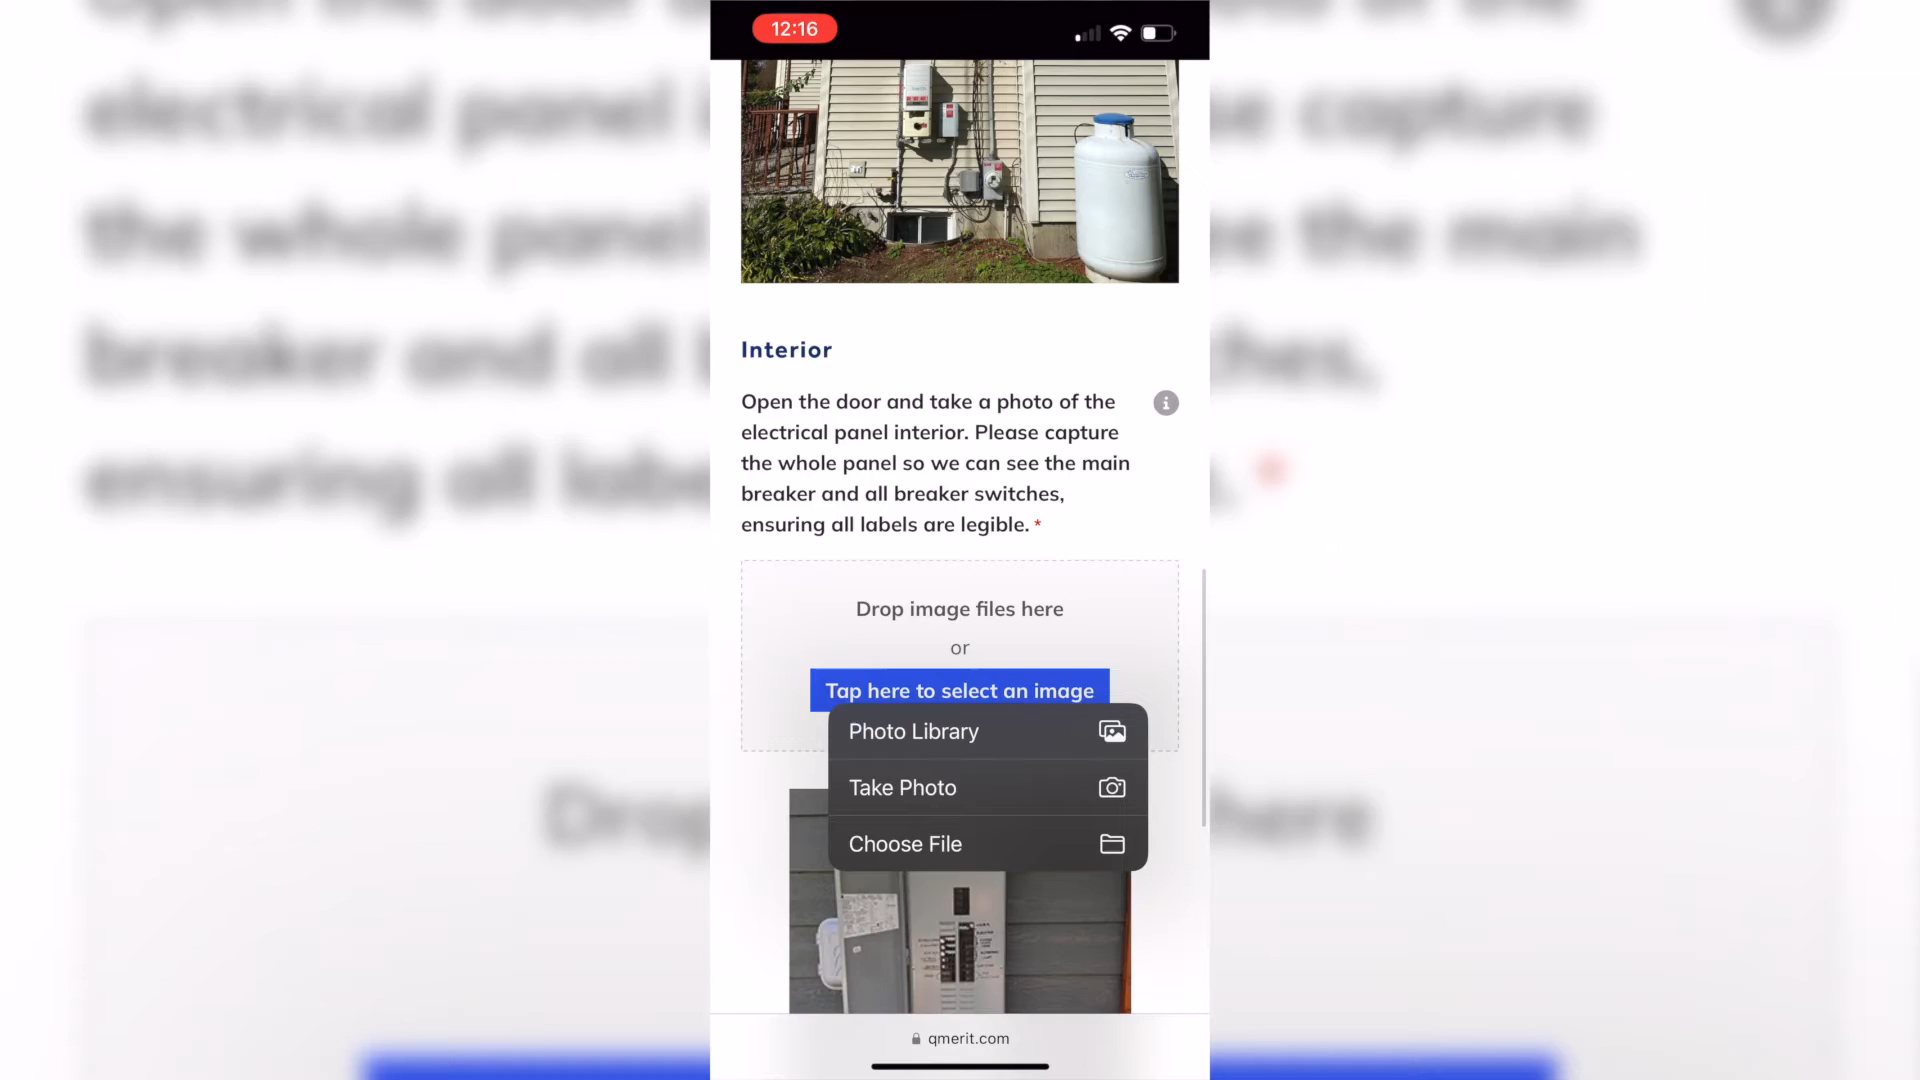 12:16
Interior
Open the door and take a photo of the
electrical panel interior. Please capture
the whole panel so we can see the main
breaker and all breaker switches,
ensuring all labels are legible. *
Drop image files here
or
Tap here to select an image
Photo Library
Take Photo
Choose File
qmerit.com